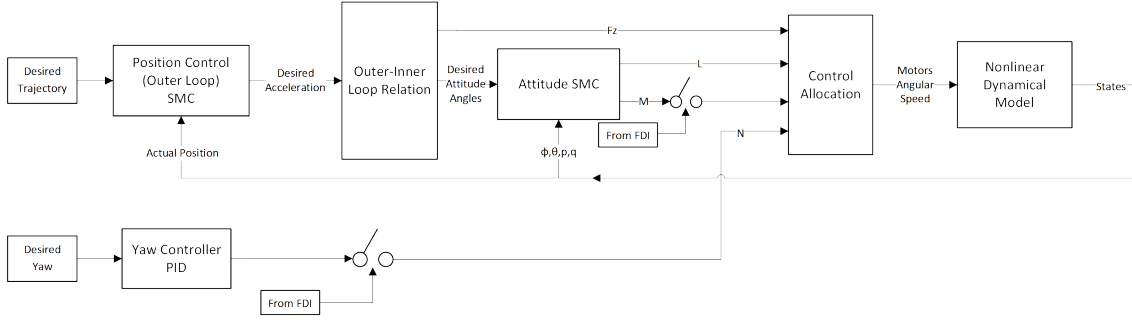 Desired
Trajectory
Position Control
(Outer Loop)
SMC
Desired
Acceleration
Outer-Inner
Loop Relation
Desired
Attitude
Angles
Attitude SMC
Fz
L
M
From FDI
N
Control
Allocation
Motors
Angular
Speed
Nonlinear
Dynamical
Model
States
Actual Position
ϕ,θ,p,q
Desired
Yaw
Yaw Controller
PID
From FDI